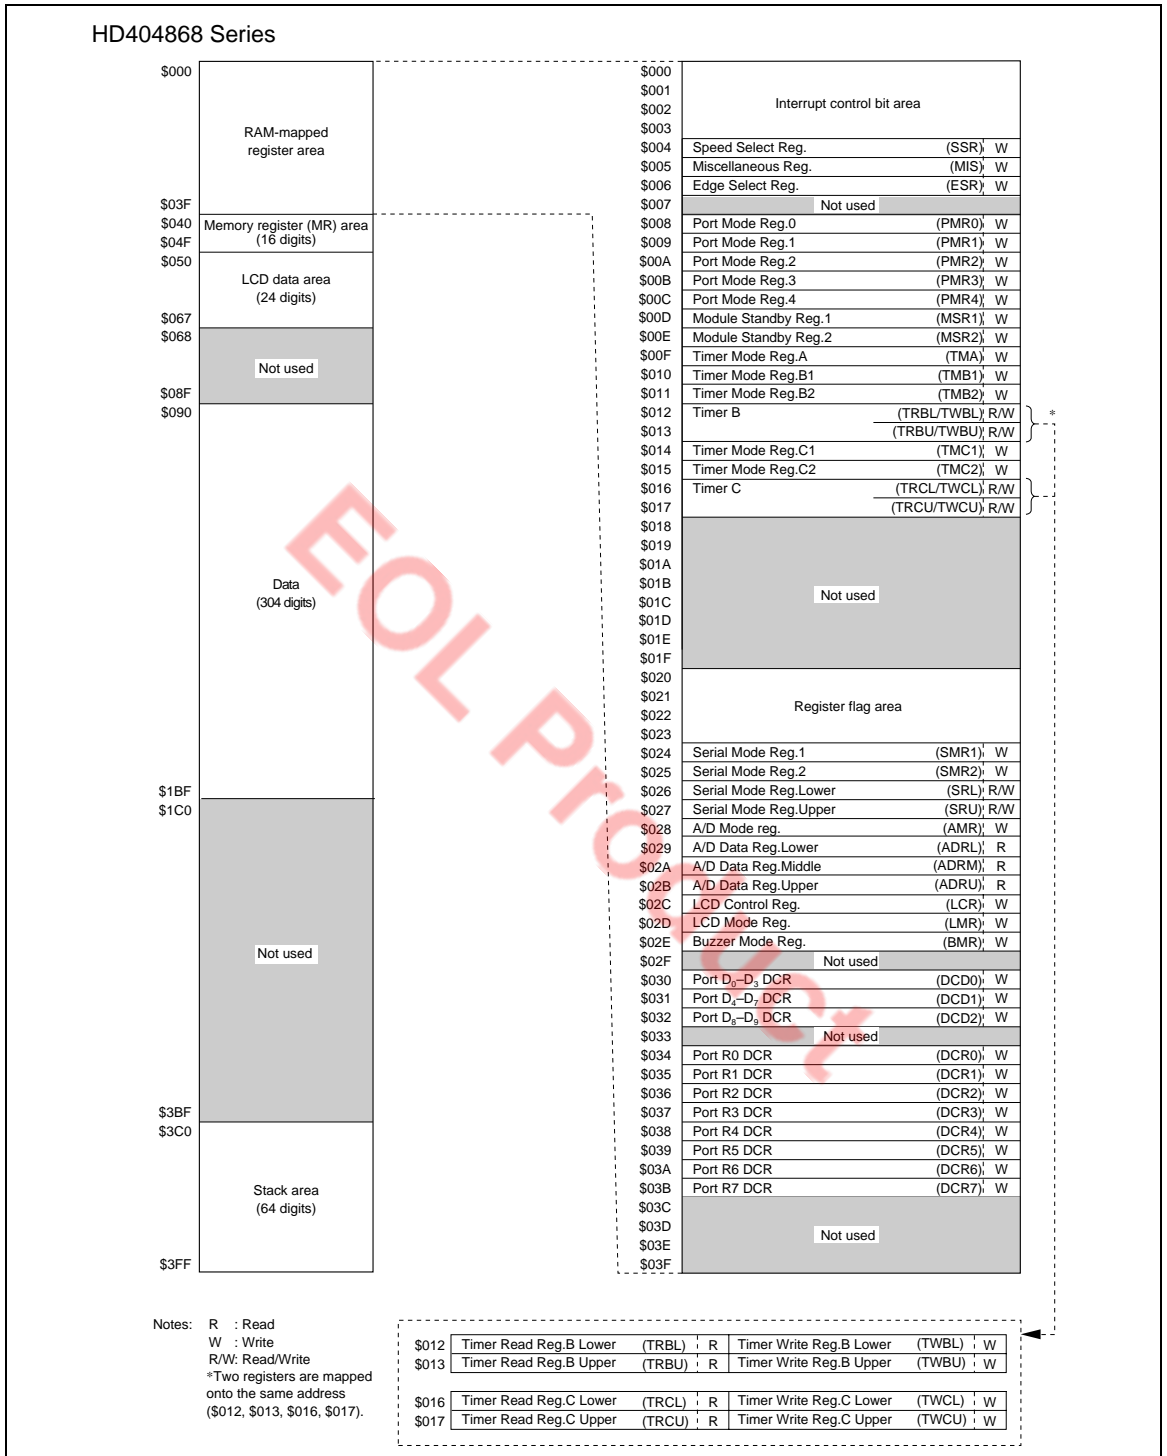 HD404868 Series
$000
RAM-mapped
register area
$03F
$040
Memory register (MR) area
$04F
(16 digits)
$050
LCD data area
(24 digits)
$067
$068
Not used
$08F
$090
Data
(304 digits)
$1BF
$1C0
Not used
$3BF
$3C0
Stack area
(64 digits)
$3FF
$000
$001
Interrupt control bit area
$002
$003
$004 Speed Select Reg. (SSR) W
$005 Miscellaneous Reg. (MIS) W
$006 Edge Select Reg. (ESR) W
$007 Not used
$008 Port Mode Reg.0 (PMR0) W
$009 Port Mode Reg.1 (PMR1) W
$00A Port Mode Reg.2 (PMR2) W
$00B Port Mode Reg.3 (PMR3) W
$00C Port Mode Reg.4 (PMR4) W
$00D Module Standby Reg.1 (MSR1) W
$00E Module Standby Reg.2 (MSR2) W
$00F Timer Mode Reg.A (TMA) W
$010 Timer Mode Reg.B1 (TMB1) W
$011 Timer Mode Reg.B2 (TMB2) W
$012 Timer B (TRBL/TWBL) R/W *
$013 (TRBU/TWBU) R/W
$014 Timer Mode Reg.C1 (TMC1) W
$015 Timer Mode Reg.C2 (TMC2) W
$016 Timer C (TRCL/TWCL) R/W
$017 (TRCU/TWCU) R/W
$018
$019
$01A
$01B
Not used
$01C
$01D
$01E
$01F
$020
$021
Register flag area
$022
$023
$024 Serial Mode Reg.1 (SMR1) W
$025 Serial Mode Reg.2 (SMR2) W
$026 Serial Mode Reg.Lower (SRL) R/W
$027 Serial Mode Reg.Upper (SRU) R/W
$028 A/D Mode reg. (AMR) W
$029 A/D Data Reg.Lower (ADRL) R
$02A A/D Data Reg.Middle (ADRM) R
$02B A/D Data Reg.Upper (ADRU) R
$02C LCD Control Reg. (LCR) W
$02D LCD Mode Reg. (LMR) W
$02E Buzzer Mode Reg. (BMR) W
$02F Not used
$030 Port D0–D3 DCR (DCD0) W
$031 Port D4–D7 DCR (DCD1) W
$032 Port D8–D9 DCR (DCD2) W
$033 Not used
$034 Port R0 DCR (DCR0) W
$035 Port R1 DCR (DCR1) W
$036 Port R2 DCR (DCR2) W
$037 Port R3 DCR (DCR3) W
$038 Port R4 DCR (DCR4) W
$039 Port R5 DCR (DCR5) W
$03A Port R6 DCR (DCR6) W
$03B Port R7 DCR (DCR7) W
$03C
$03D
Not used
$03E
$03F
EOL Product
Notes: R : Read
W : Write
R/W: Read/Write
*Two registers are mapped
onto the same address
($012, $013, $016, $017).
$012 Timer Read Reg.B Lower (TRBL) R Timer Write Reg.B Lower (TWBL) W
$013 Timer Read Reg.B Upper (TRBU) R Timer Write Reg.B Upper (TWBU) W
$016 Timer Read Reg.C Lower (TRCL) R Timer Write Reg.C Lower (TWCL) W
$017 Timer Read Reg.C Upper (TRCU) R Timer Write Reg.C Upper (TWCU) W